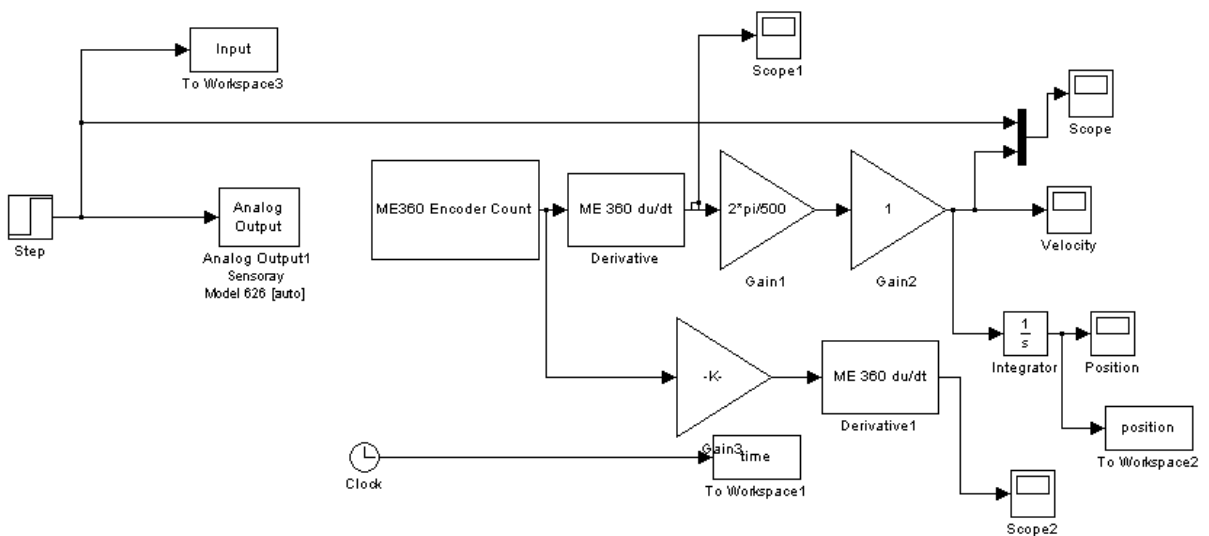 Input
To Workspace3
Scope1
Scope
Step
Analog
Output
Analog Output1
Sensoray
Model 626 [auto]
ME360 Encoder Count
ME 360 du/dt
Derivative
2*pi/500
Gain1
1
Gain2
Velocity
1
s
Integrator
Position
-K-
Gain3
ME 360 du/dt
Derivative1
position
To Workspace2
Clock
time
To Workspace1
Scope2